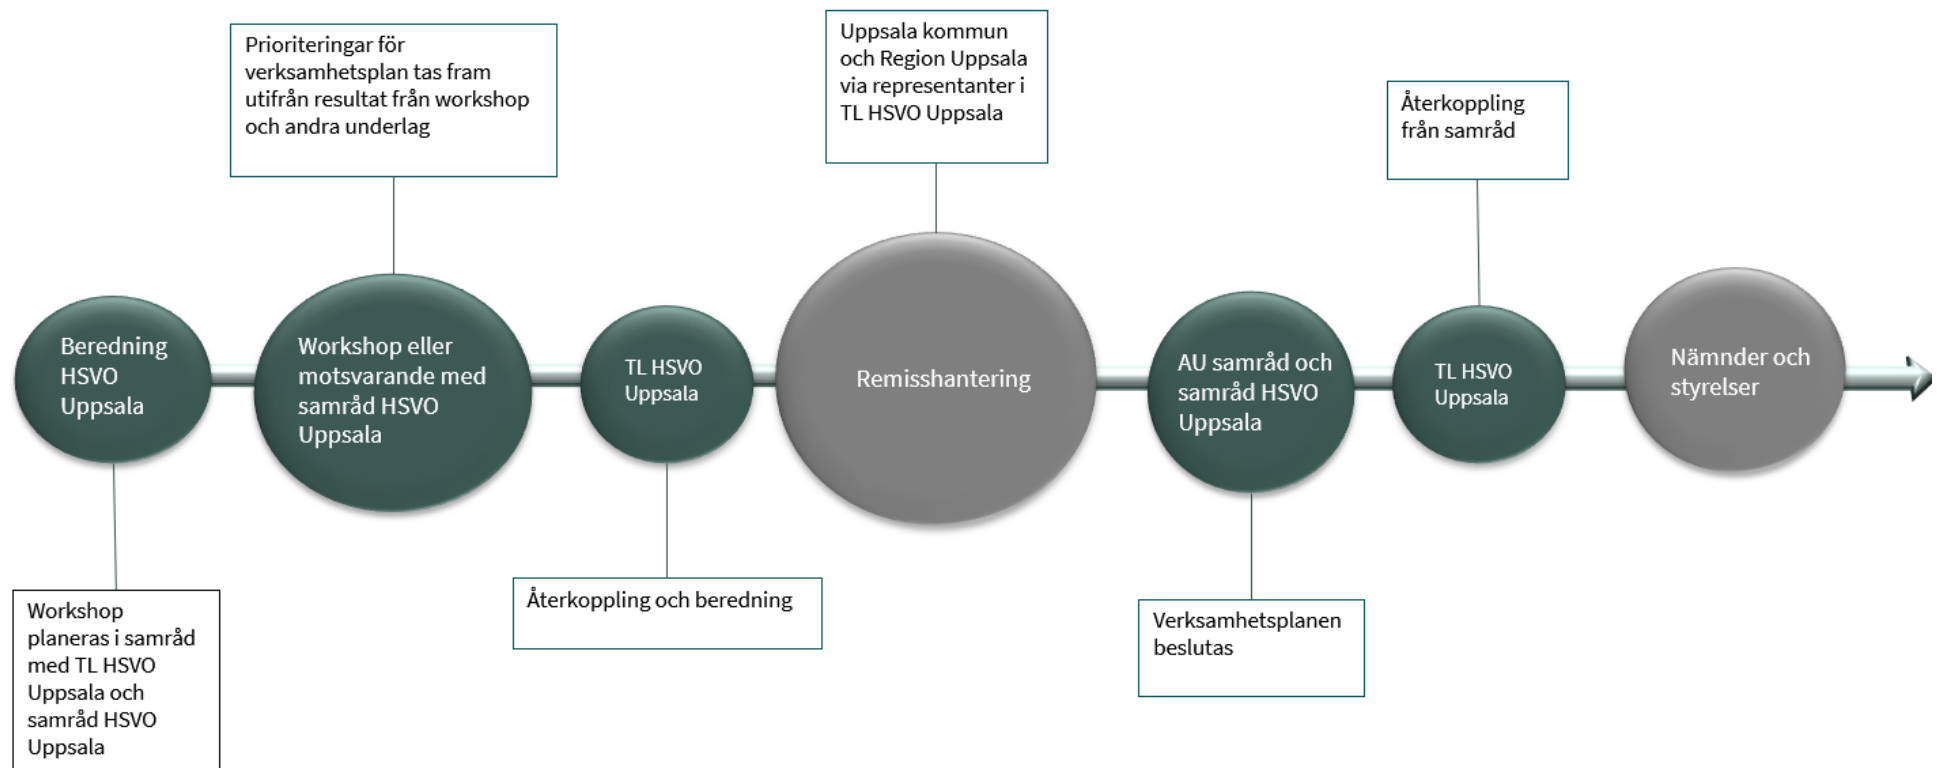 Prioriteringar för
verksamhetsplan tas fram
utifrån resultat från workshop
och andra underlag
Uppsala kommun
och Region Uppsala
via representanter i
TL HSVO Uppsala
Återkoppling
från samråd
Beredning
HSVO
Uppsala
Workshop eller
motsvarande med
samråd HSVO
Uppsala
TL HSVO
Uppsala
Remisshantering
AU samråd och
samråd HSVO
Uppsala
TL HSVO
Uppsala
Nämnder och
styrelser
Workshop
planeras i samråd
med TL HSVO
Uppsala och
samråd HSVO
Uppsala
Återkoppling och beredning
Verksamhetsplanen
beslutas